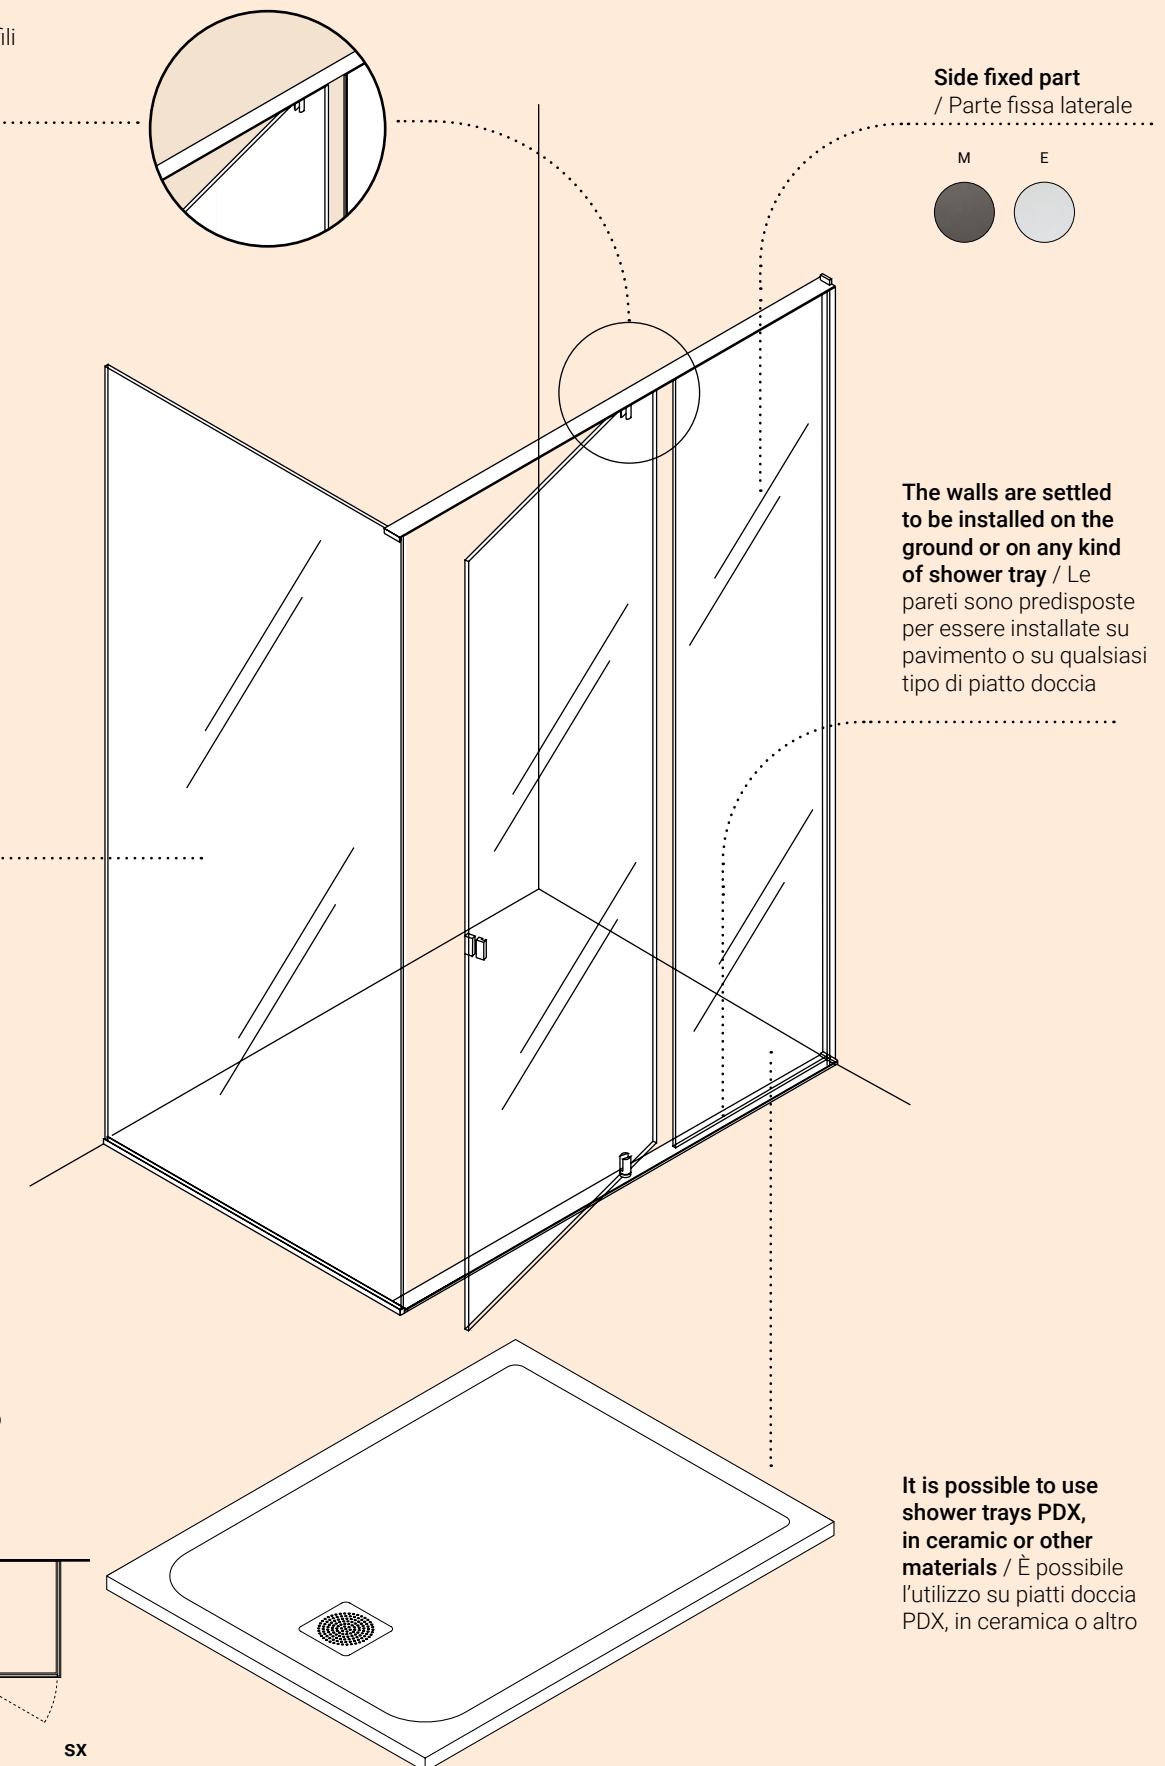 Side fixed part
/ Parte fissa laterale
M E
The walls are settled
to be installed on the
ground or on any kind
of shower tray / Le
pareti sono predisposte
per essere installate su
pavimento o su qualsiasi
tipo di piatto doccia
It is possible to use
shower trays PDX,
in ceramic or other
materials / È possibile
l’utilizzo su piatti doccia
PDX, in ceramica o altro
SX